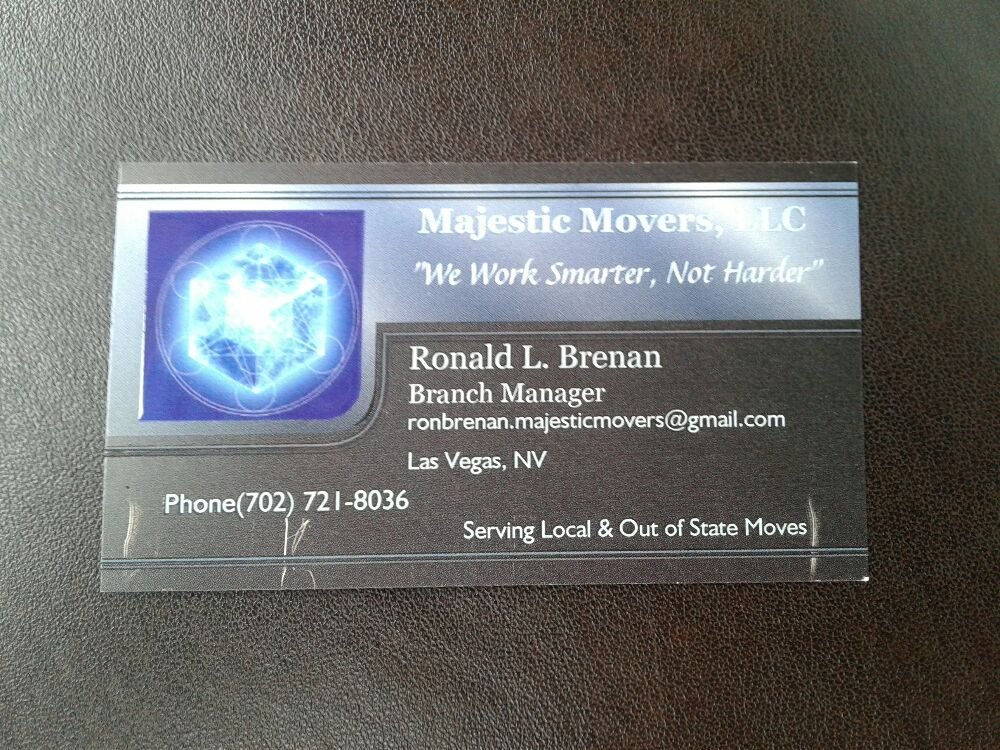 Majestic Movers, LLC
"We Work Smarter, Not Harder"
Ronald L. Brenan
Branch Manager
ronbrenan.majesticmovers@gmail.com
Las Vegas, NV
Phone(702) 721-8036
Serving Local & Out of State Moves